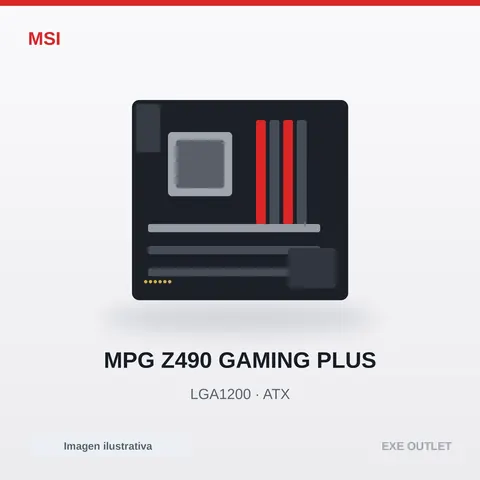 MSI
MPG Z490 GAMING PLUS
LGA1200 · ATX
Imagen ilustrativa
EXE OUTLET